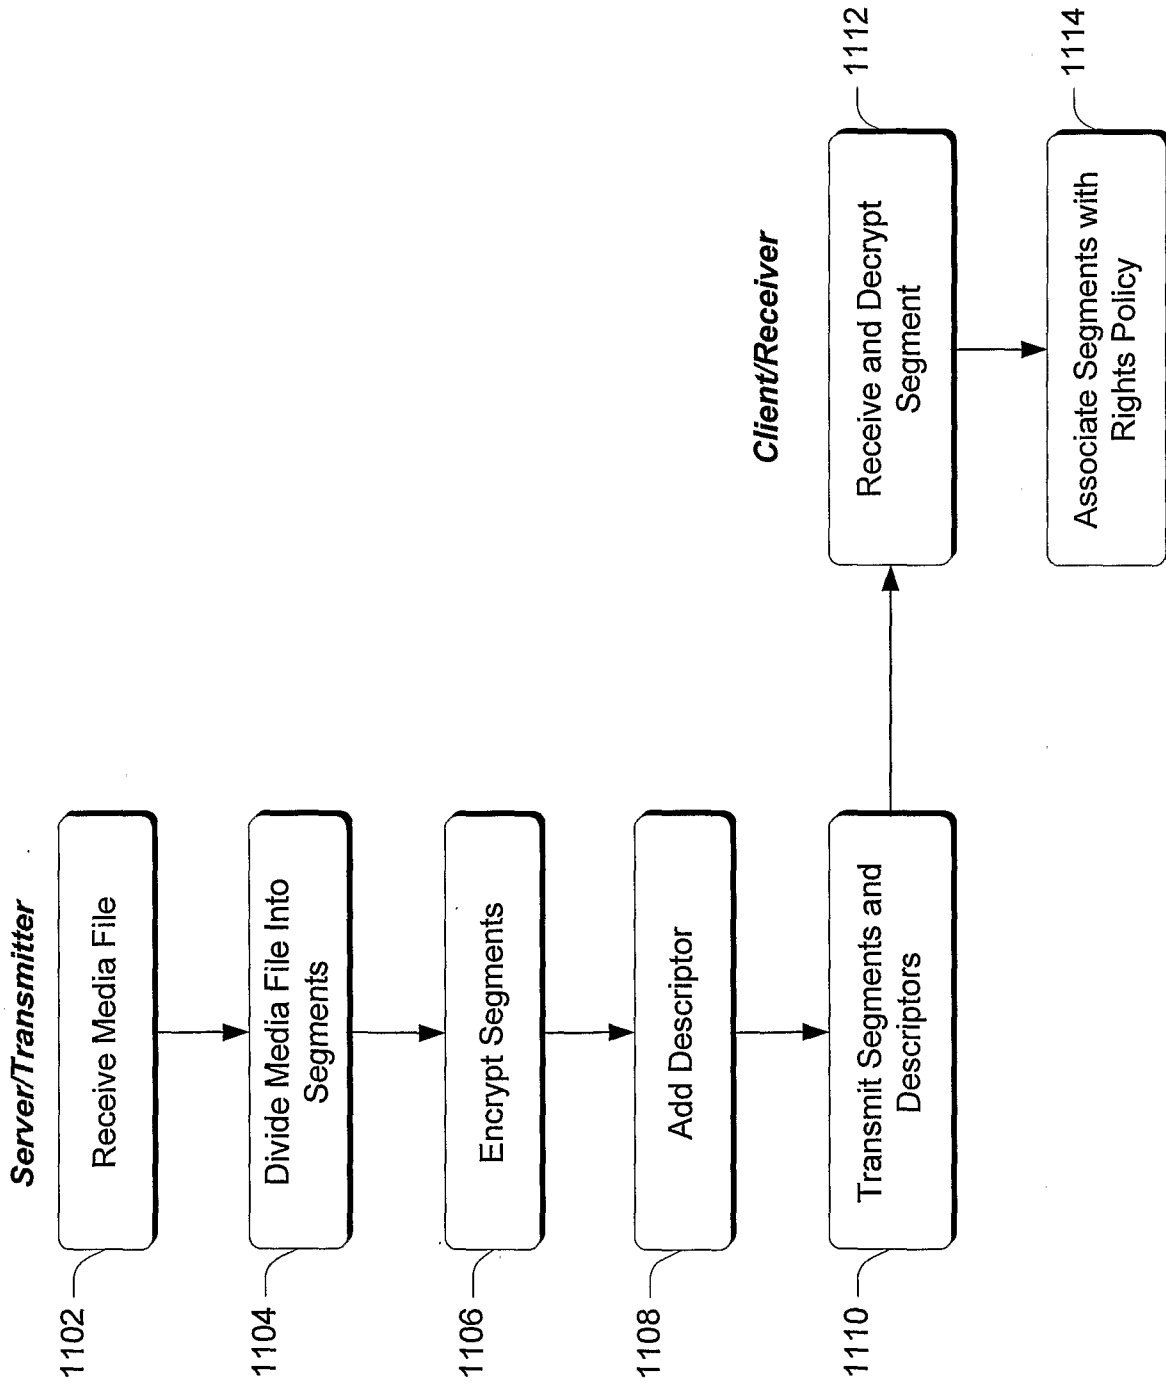 Server/Transmitter
1102
Receive Media File
1104
Divide Media File Into
Segments
1106
Encrypt Segments
1108
Add Descriptor
1110
Transmit Segments and
Descriptors
Client/Receiver
Receive and Decrypt
Segment
1112
Associate Segments with
Rights Policy
1114